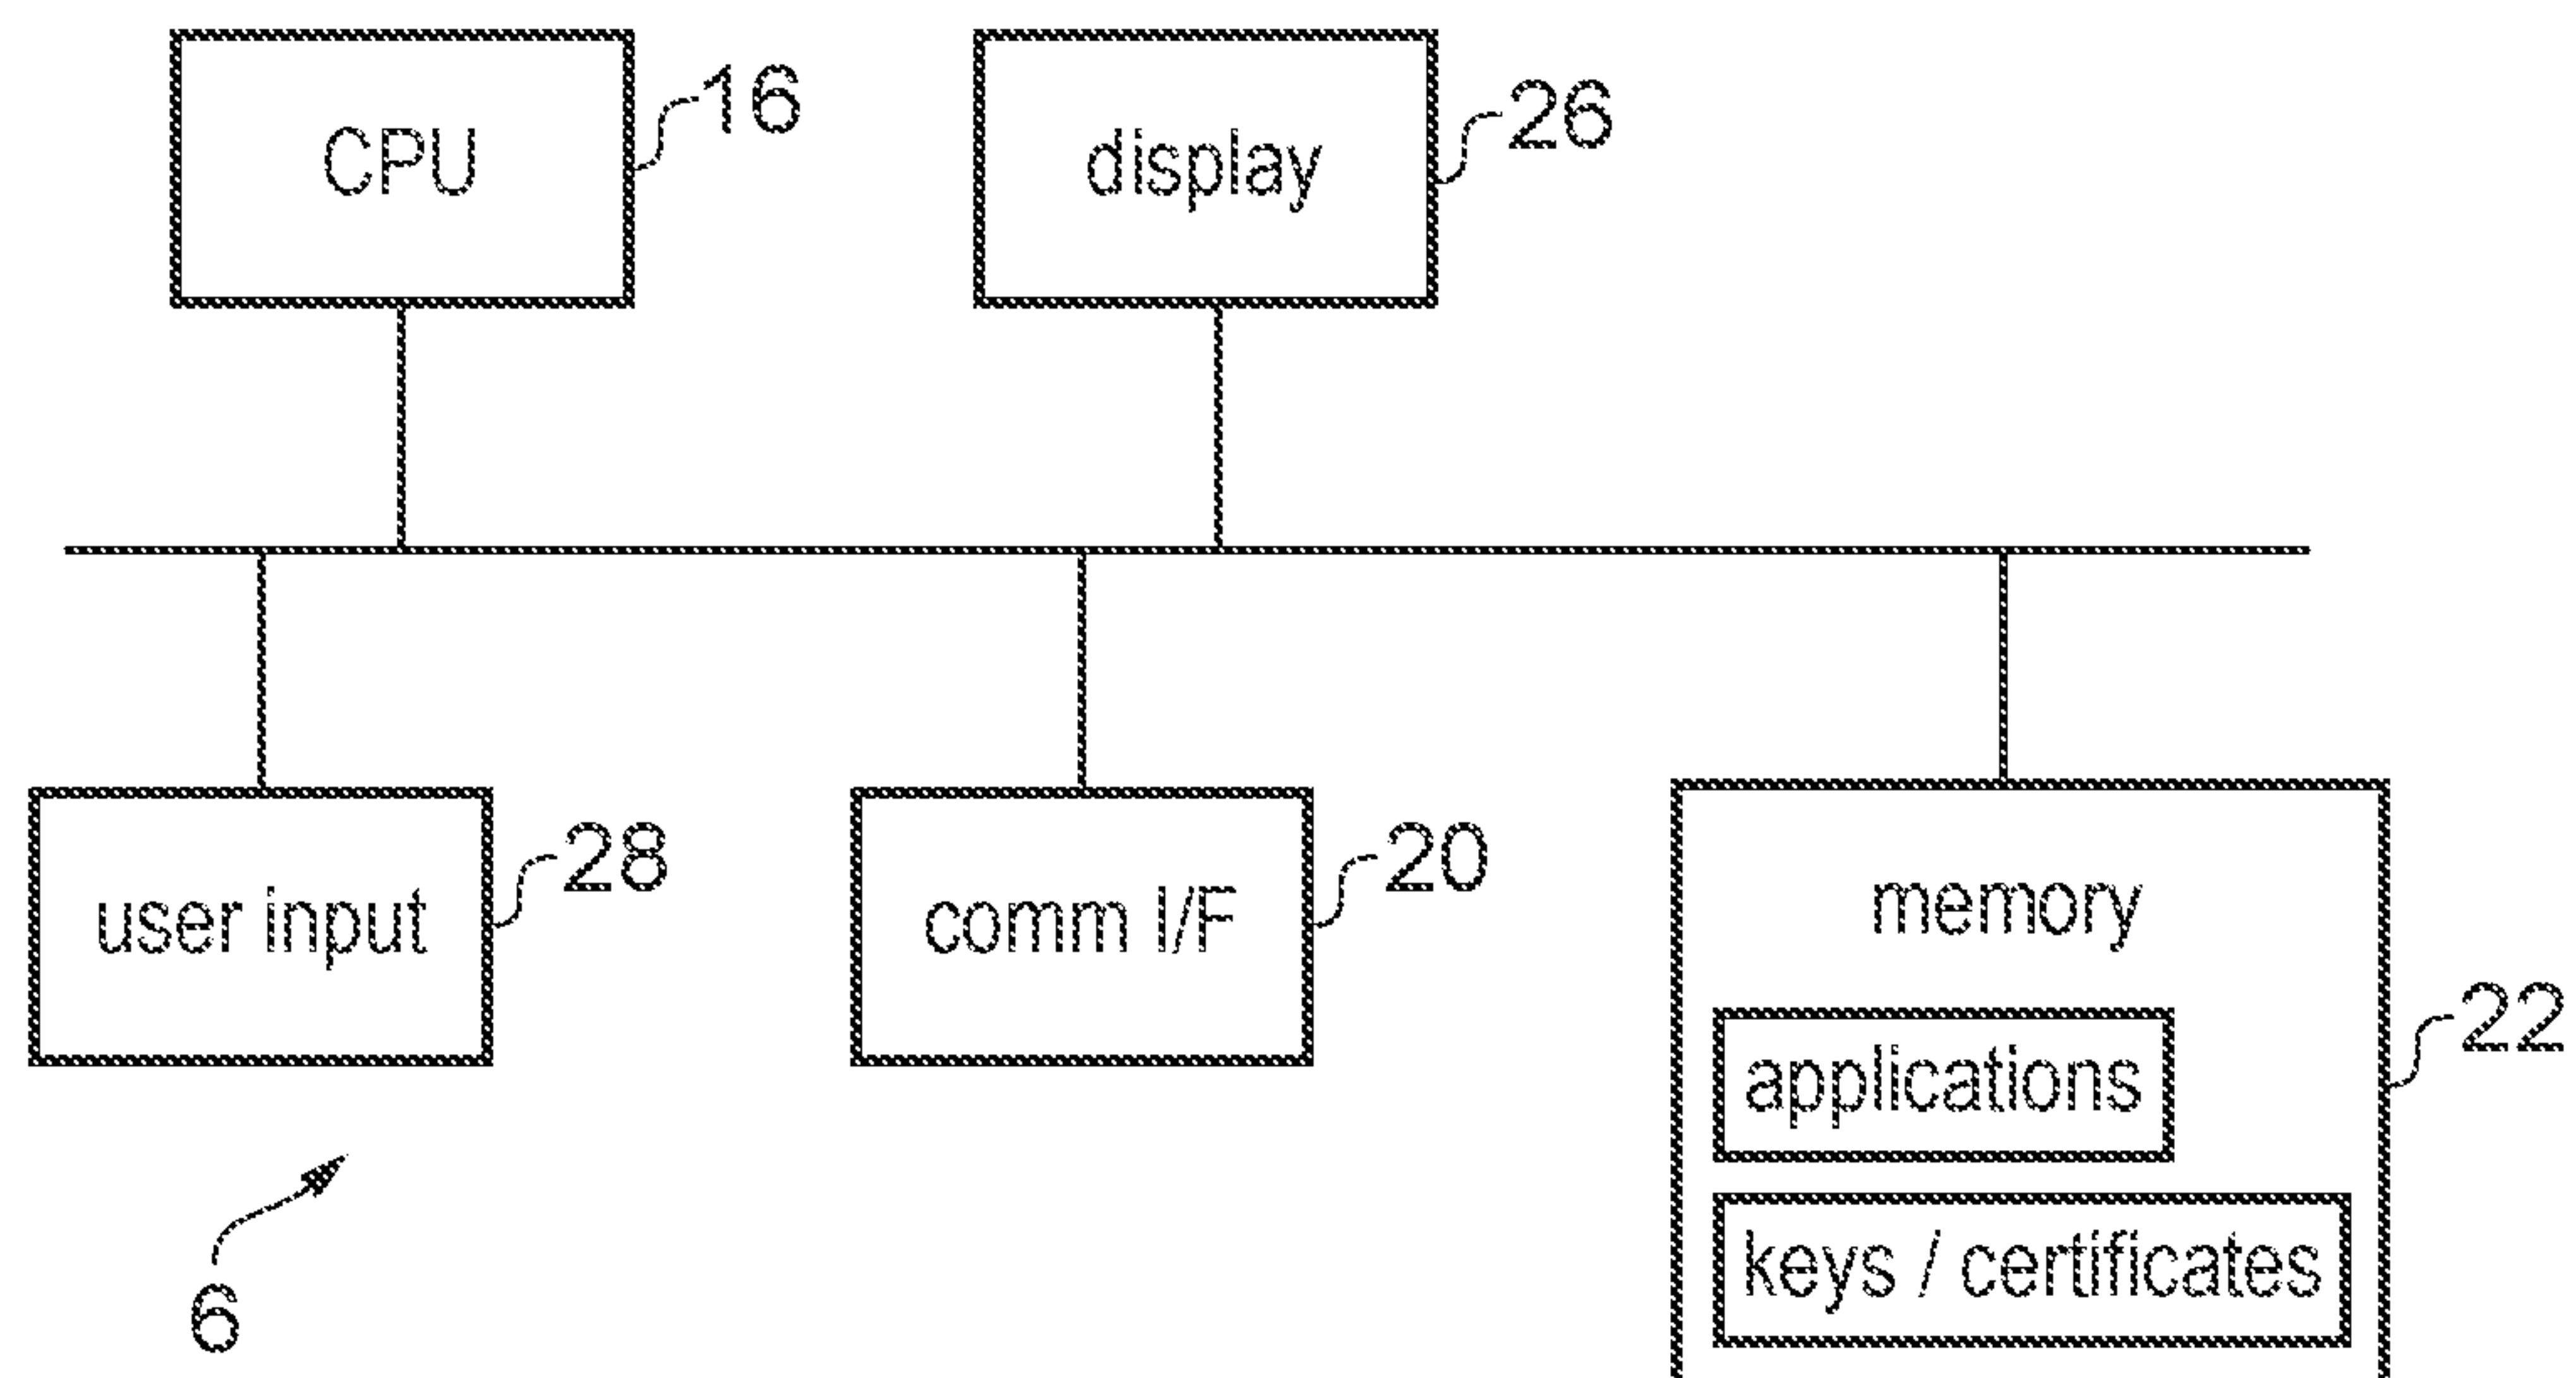 CPU
16
display
26
user input
28
comm I/F
20
memory
applications
keys / certificates
22
6